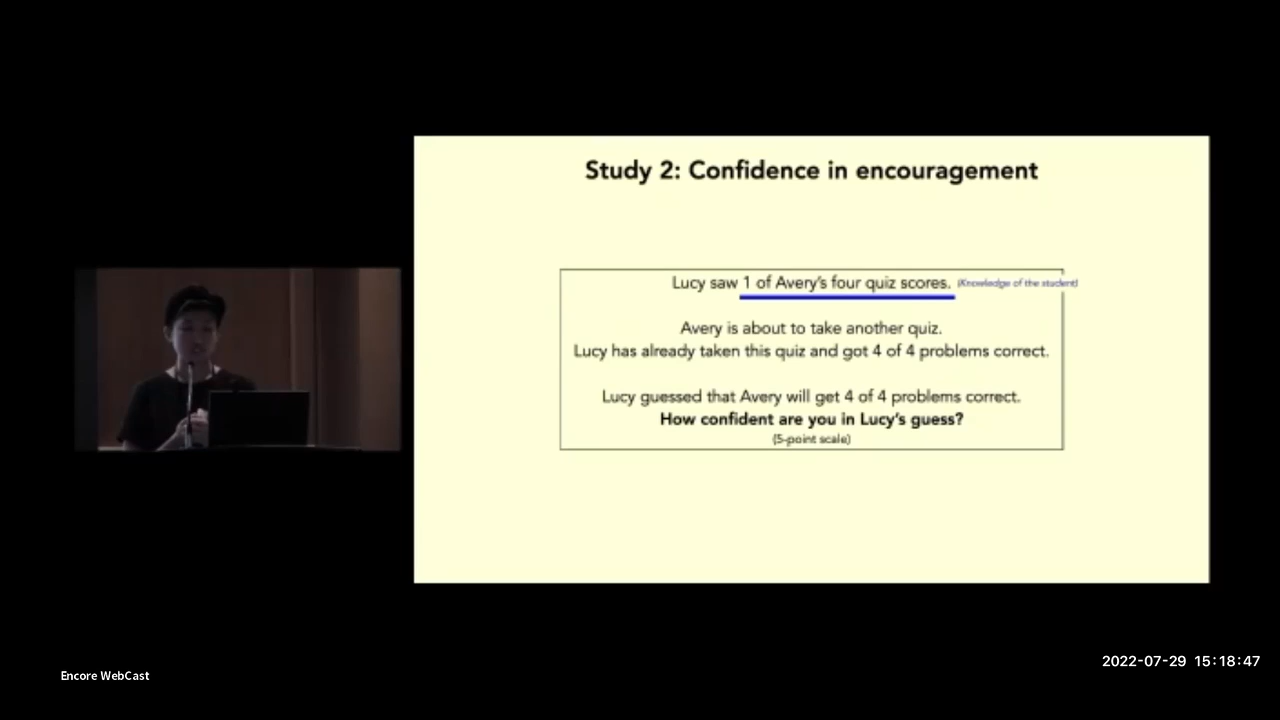 Study 2: Confidence in encouragement
Lucy saw 1 of Avery's four quiz scores. (Knowledge of the student)
Avery is about to take another quiz.
Lucy has already taken this quiz and got 4 of 4 problems correct.
Lucy guessed that Avery will get 4 of 4 problems correct.
How confident are you in Lucy's guess?
(5-point scale)
2022-07-29 15:18:47
Encore WebCast